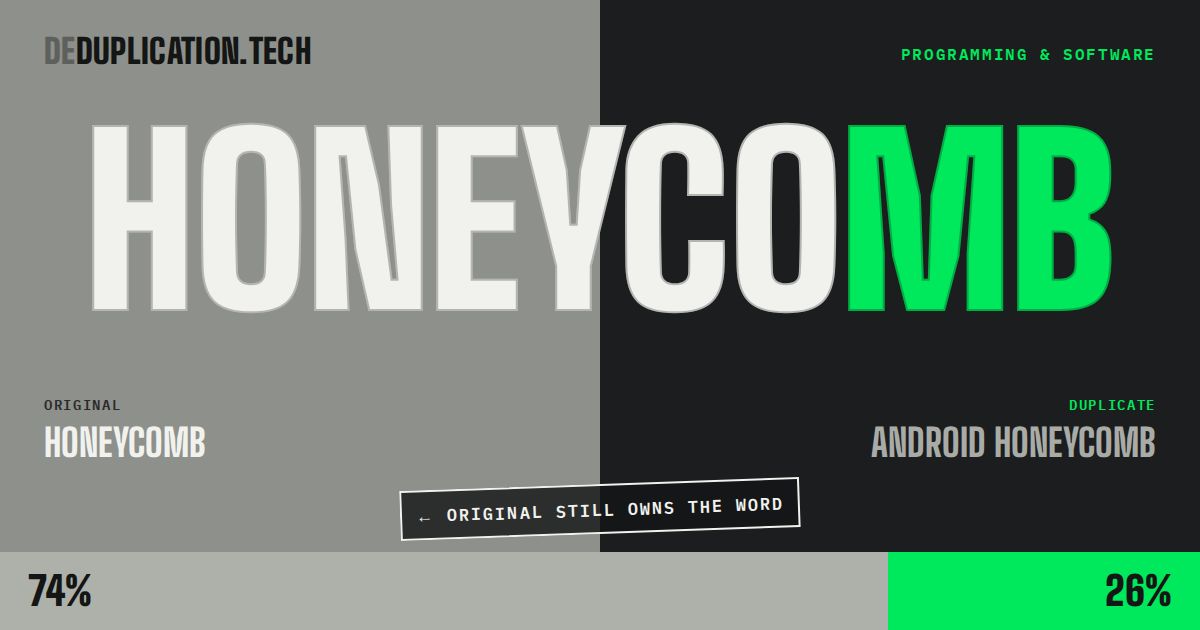 DEDUPLICATION.TECH
PROGRAMMING & SOFTWARE
HONEYCOMB
ORIGINAL
HONEYCOMB
DUPLICATE
ANDROID HONEYCOMB
← ORIGINAL STILL OWNS THE WORD
74%
26%